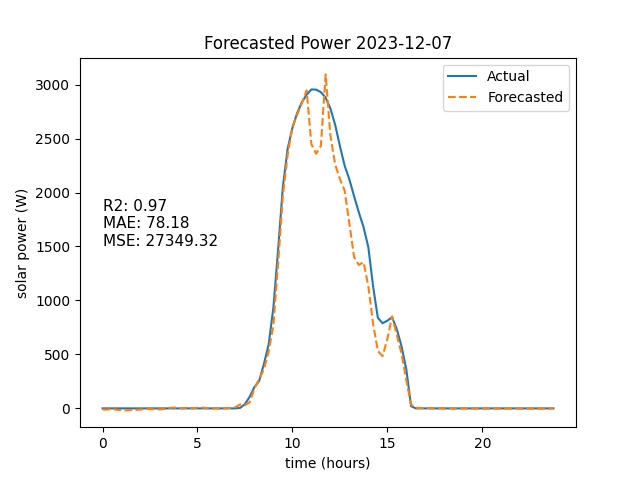 Forecasted Power 2023-12-07
Actual
Forecasted
3000
2500
2000
1500
1000
500
0
solar power (W)
R2: 0.97
MAE: 78.18
MSE: 27349.32
0 5 10 15 20
time (hours)